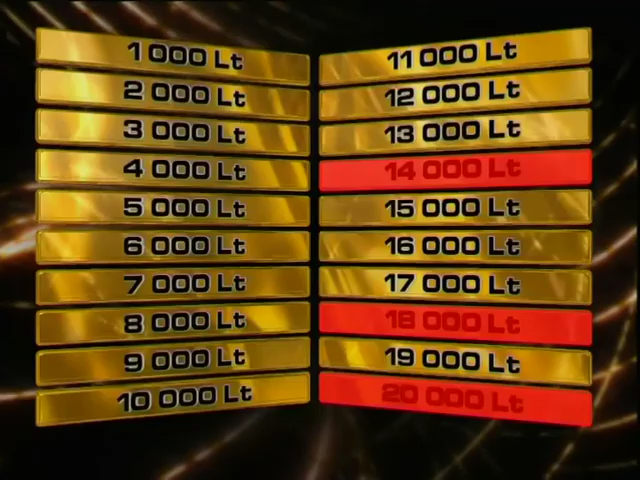 1 000 Lt
2 000 Lt
3 000 Lt
4 000 Lt
5 000 Lt
6 000 Lt
7 000 Lt
8 000 Lt
9 000 Lt
10 000 Lt
11 000 Lt
12 000 Lt
13 000 Lt
14 000 Lt
15 000 Lt
16 000 Lt
17 000 Lt
18 000 Lt
19 000 Lt
20 000 Lt